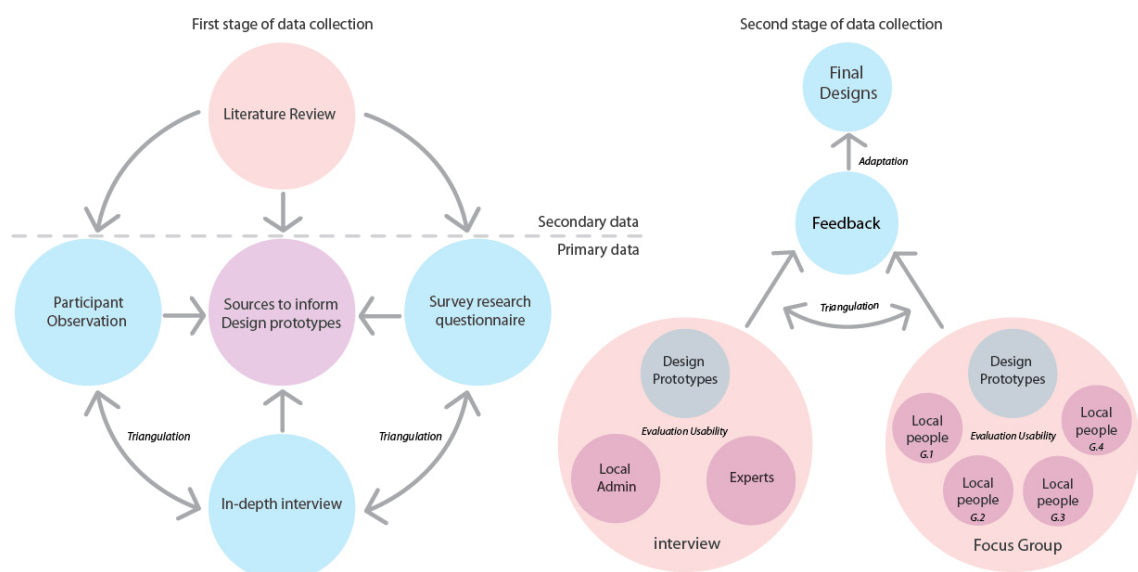 First stage of data collection
Literature Review
Secondary data
Primary data
Participant
Observation
Sources to inform
Design prototypes
Survey research
questionnaire
Triangulation
Triangulation
In-depth interview
Second stage of data collection
Final
Designs
Adaptation
Feedback
Triangulation
Design
Prototypes
Evaluation Usability
Local
Admin
Experts
interview
Design
Prototypes
Local
people
G.1
Evaluation Usability
Local
people
G.4
Local
people
G.2
Local
people
G.3
Focus Group